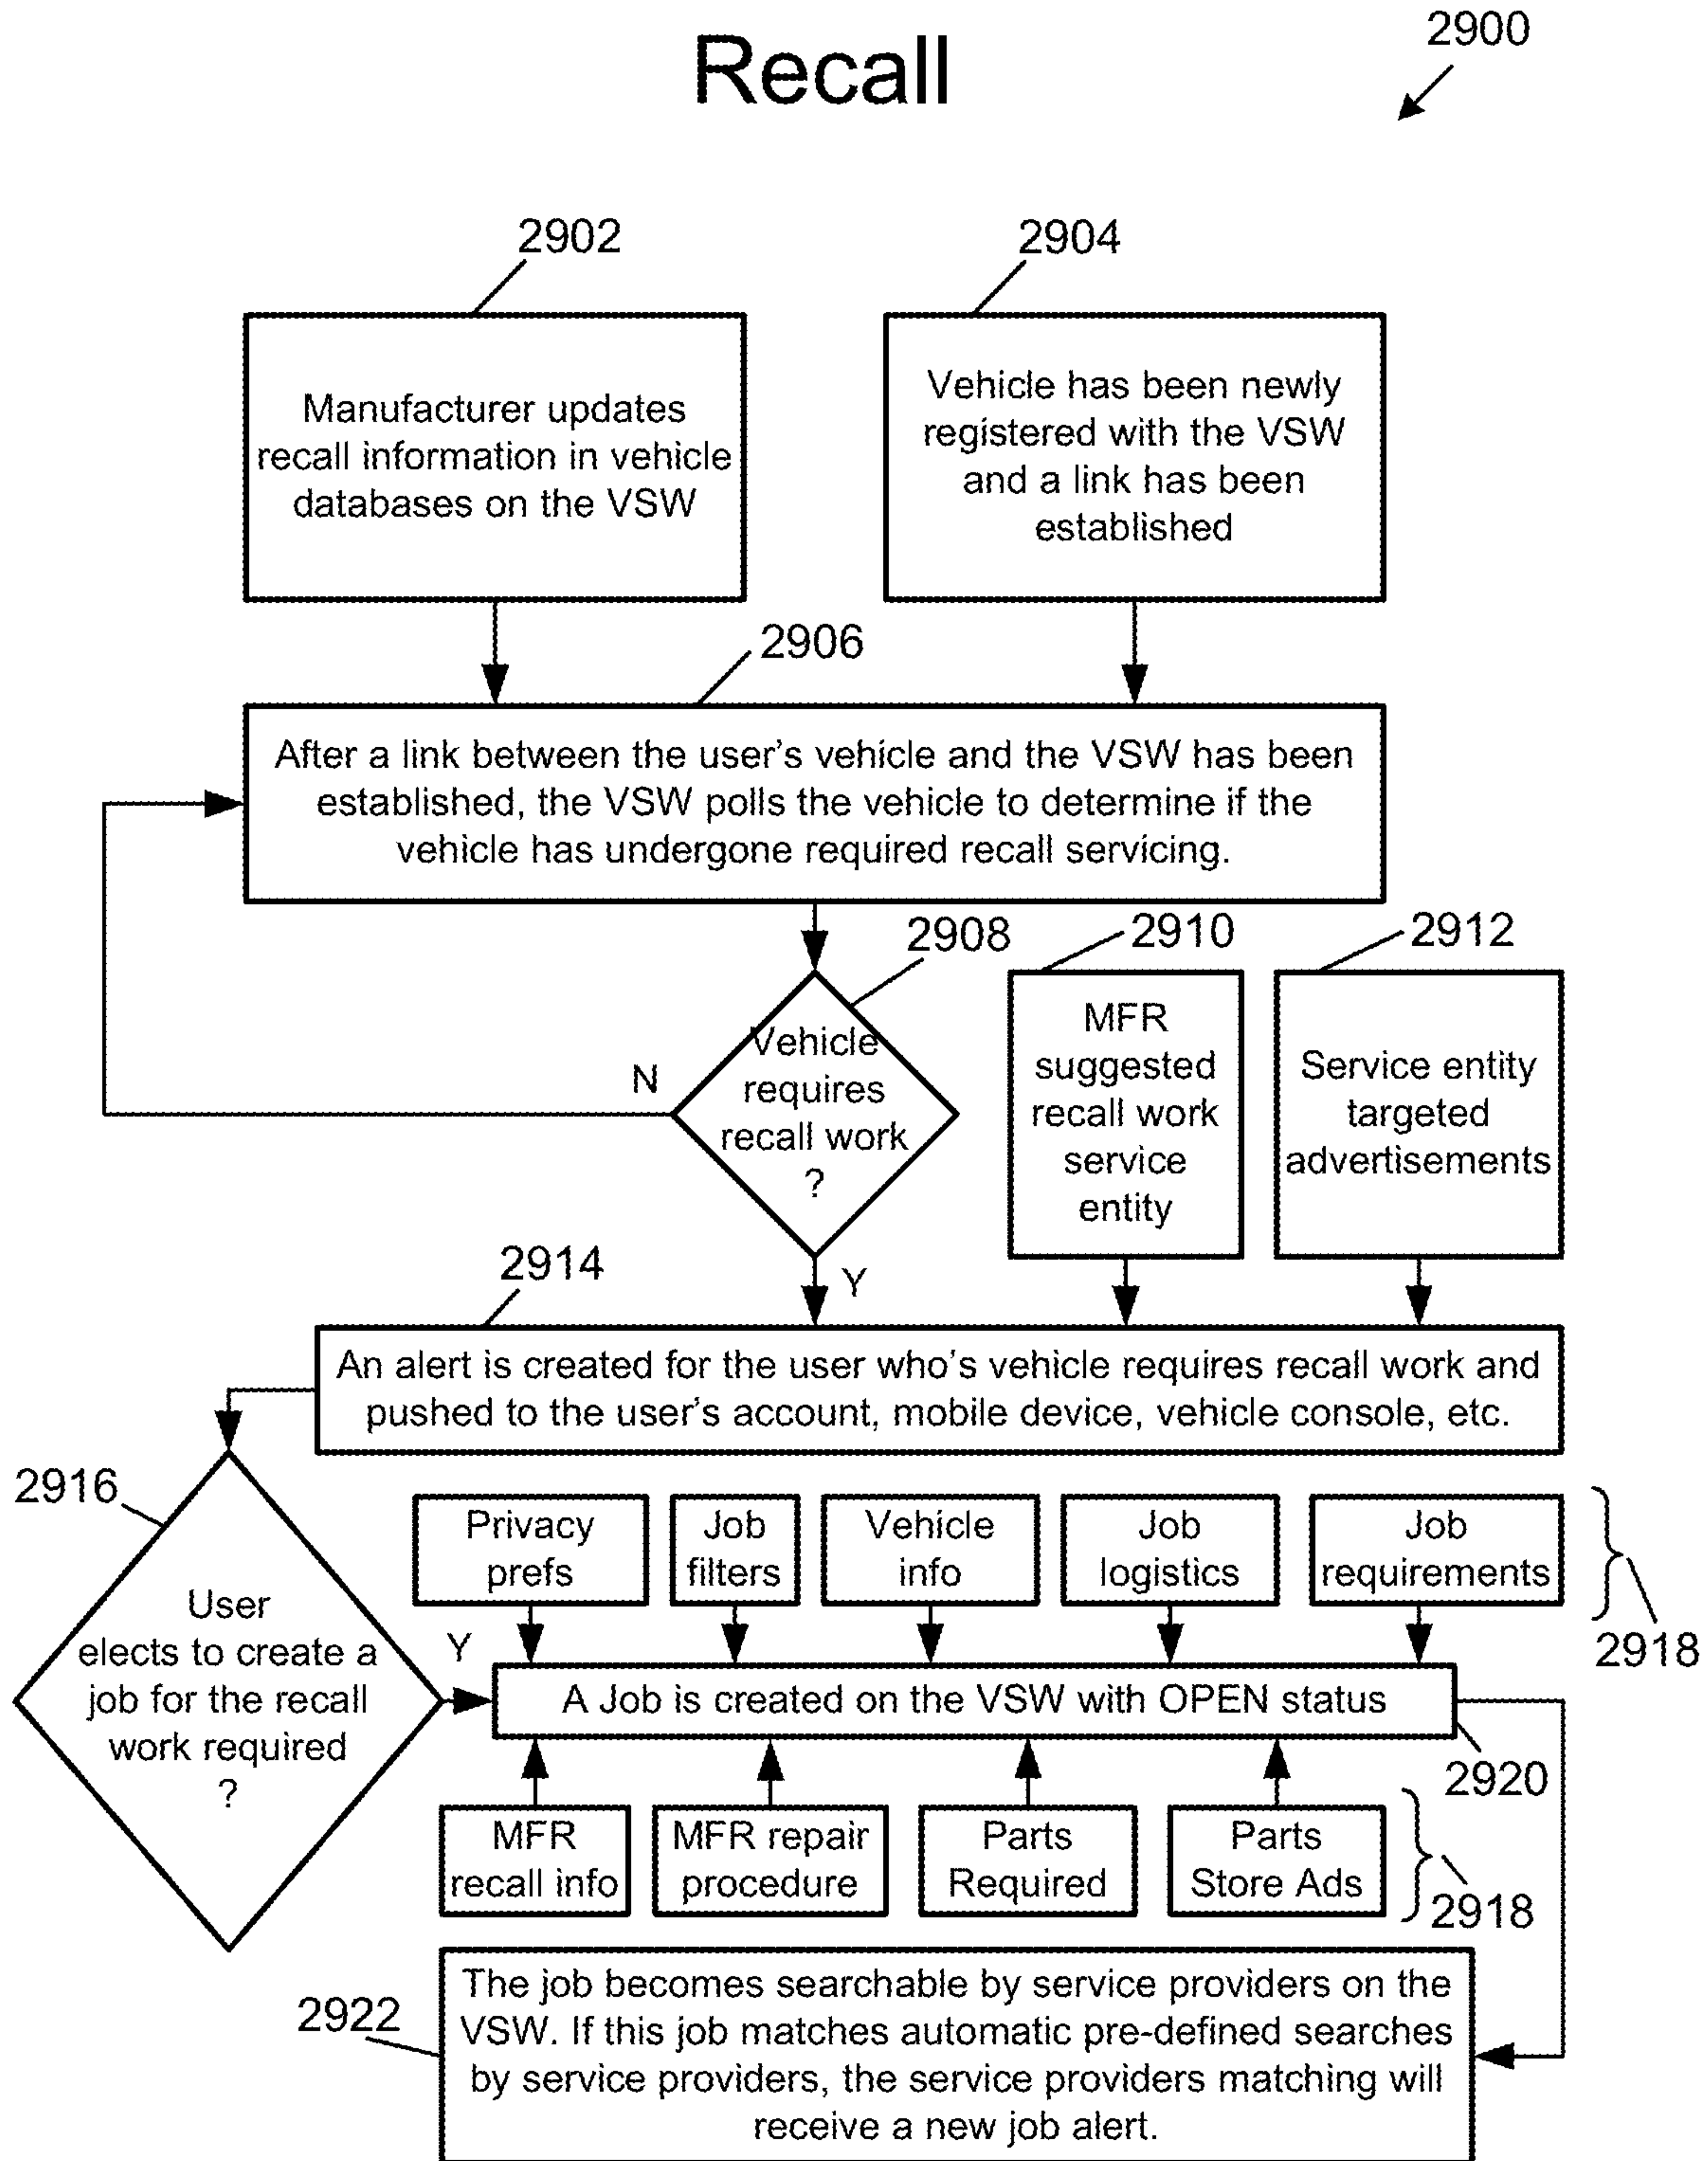 Recall
2900
2902
2904
Manufacturer updates
recall information in vehicle
databases on the VSW
Vehicle has been newly
registered with the VSW
and a link has been
established
2906
After a link between the user's vehicle and the VSW has been
established, the VSW polls the vehicle to determine if the
vehicle has undergone required recall servicing.
2908
2910
2912
Vehicle
requires
recall work
?
N
Y
MFR
suggested
recall work
service
entity
Service entity
targeted
advertisements
2914
An alert is created for the user who's vehicle requires recall work and
pushed to the user's account, mobile device, vehicle console, etc.
2916
User
elects to create a
job for the recall
work required
?
Y
Privacy
prefs
Job
filters
Vehicle
info
Job
logistics
Job
requirements
2918
A Job is created on the VSW with OPEN status
2920
MFR
recall info
MFR repair
procedure
Parts
Required
Parts
Store Ads
2918
2922
The job becomes searchable by service providers on the
VSW. If this job matches automatic pre-defined searches
by service providers, the service providers matching will
receive a new job alert.